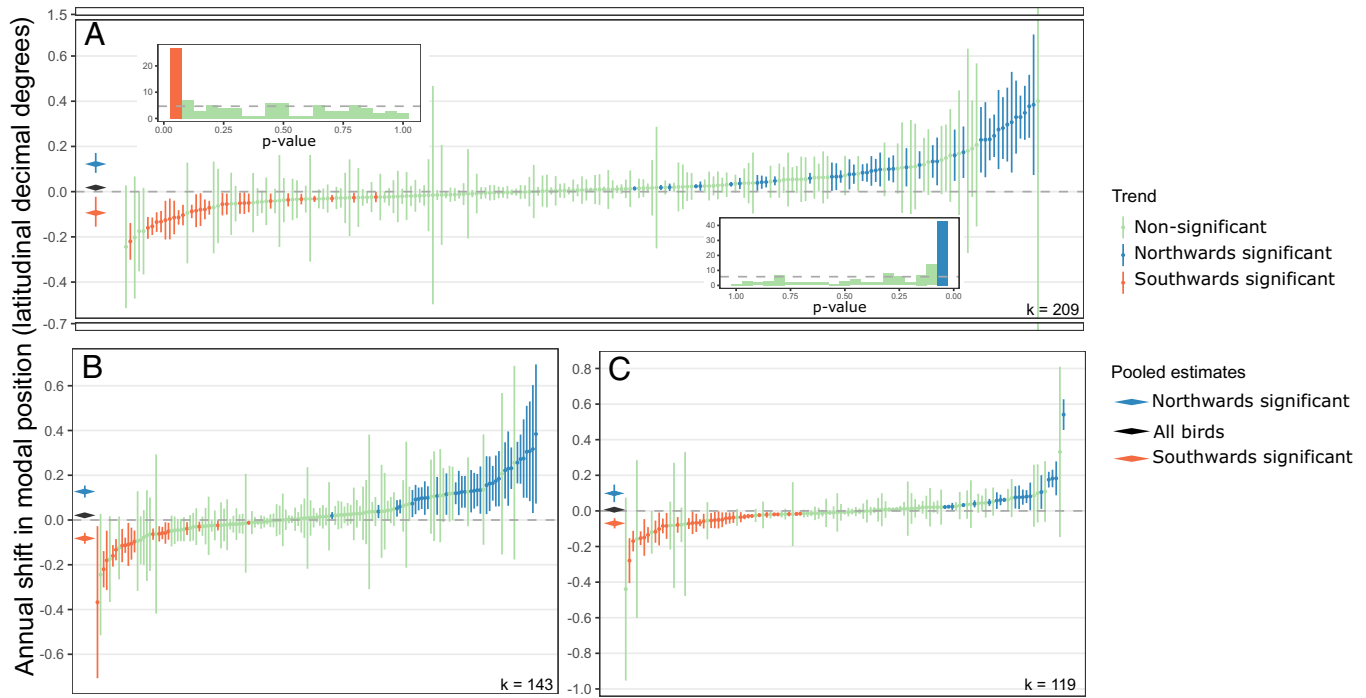 Annual shift in modal position (latitudinal decimal degrees)
A
1.5
0.6
0.4
0.2
0.0
-0.2
-0.4
-0.7
20
10
0
0.00 0.25 0.50 0.75 1.00
p-value
40
30
20
10
0
1.00 0.75 0.50 0.25 0.00
p-value
k = 209
B
0.6
0.4
0.2
0.0
-0.2
-0.4
-0.6
k = 143
C
0.8
0.6
0.4
0.2
0.0
-0.2
-0.4
-0.6
-0.8
-1.0
k = 119
Trend
Non-significant
Northwards significant
Southwards significant
Pooled estimates
Northwards significant
All birds
Southwards significant